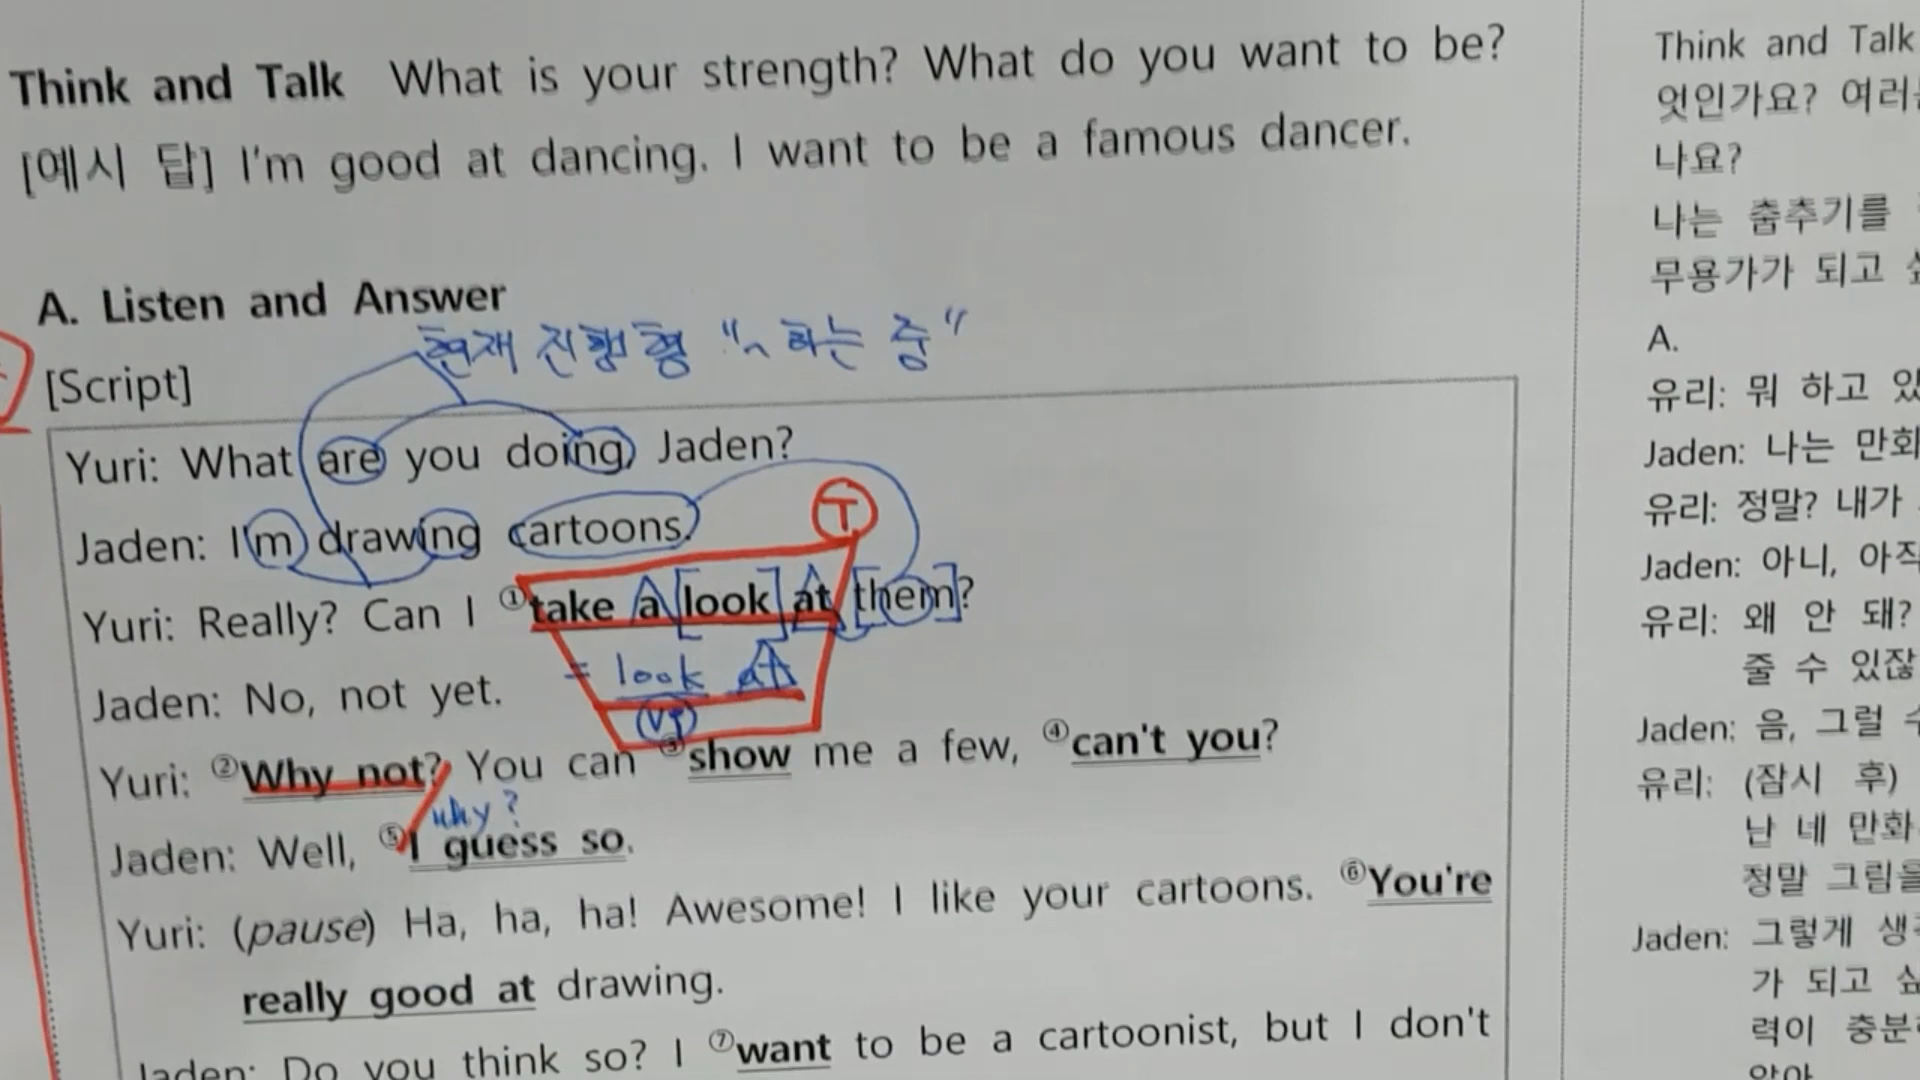 Think and Talk What is your strength? What do you want to be?
[예시 답] I'm good at dancing. I want to be a famous dancer.
A. Listen and Answer
현재 진행형 "~ 하는 중"
[Script]
Yuri: What are you doing, Jaden?
Jaden: I'm drawing cartoons.
T
Yuri: Really? Can I ①take a look at them?
= look at
Jaden: No, not yet.
Yuri: ②Why not? You can ③show me a few, ④can't you?
why?
Jaden: Well, ⑤I guess so.
Yuri: (pause) Ha, ha, ha! Awesome! I like your cartoons. ⑥You're
really good at drawing.
Jaden: Do you think so? I ⑦want to be a cartoonist, but I don't
Think and Talk
엇인가요?
나요?
나는 춤추기를
무용가가 되고
A.
유리: 뭐 하고
Jaden: 나는 만화
유리: 정말? 내가
Jaden: 아니, 아직
유리: 왜 안 돼?
줄 수 있잖
Jaden: 음, 그럴
유리: (잠시 후)
난 네 만화
정말 그림을
Jaden: 그렇게
가 되고
력이 충분